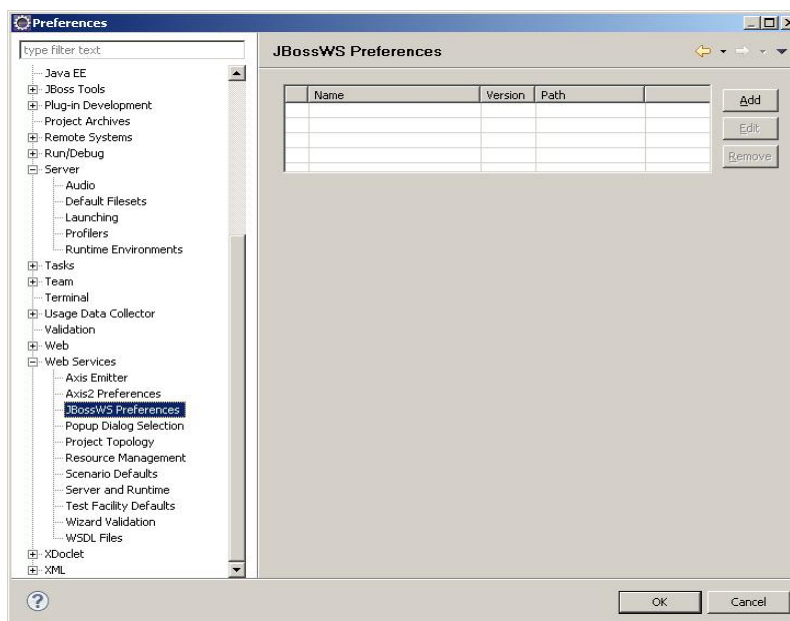 Preferences
type filter text
JBossWS Preferences
Java EE
JBoss Tools
Plug-in Development
Project Archives
Remote Systems
Run/Debug
Server
Audio
Default Filesets
Launching
Profilers
Runtime Environments
Tasks
Team
Terminal
Usage Data Collector
Validation
Web
Web Services
Axis Emitter
Axis2 Preferences
JBossWS Preferences
Popup Dialog Selection
Project Topology
Resource Management
Scenario Defaults
Server and Runtime
Test Facility Defaults
Wizard Validation
WSDL Files
XDoclet
XML
Name Version Path
Add
Edit
Remove
OK Cancel